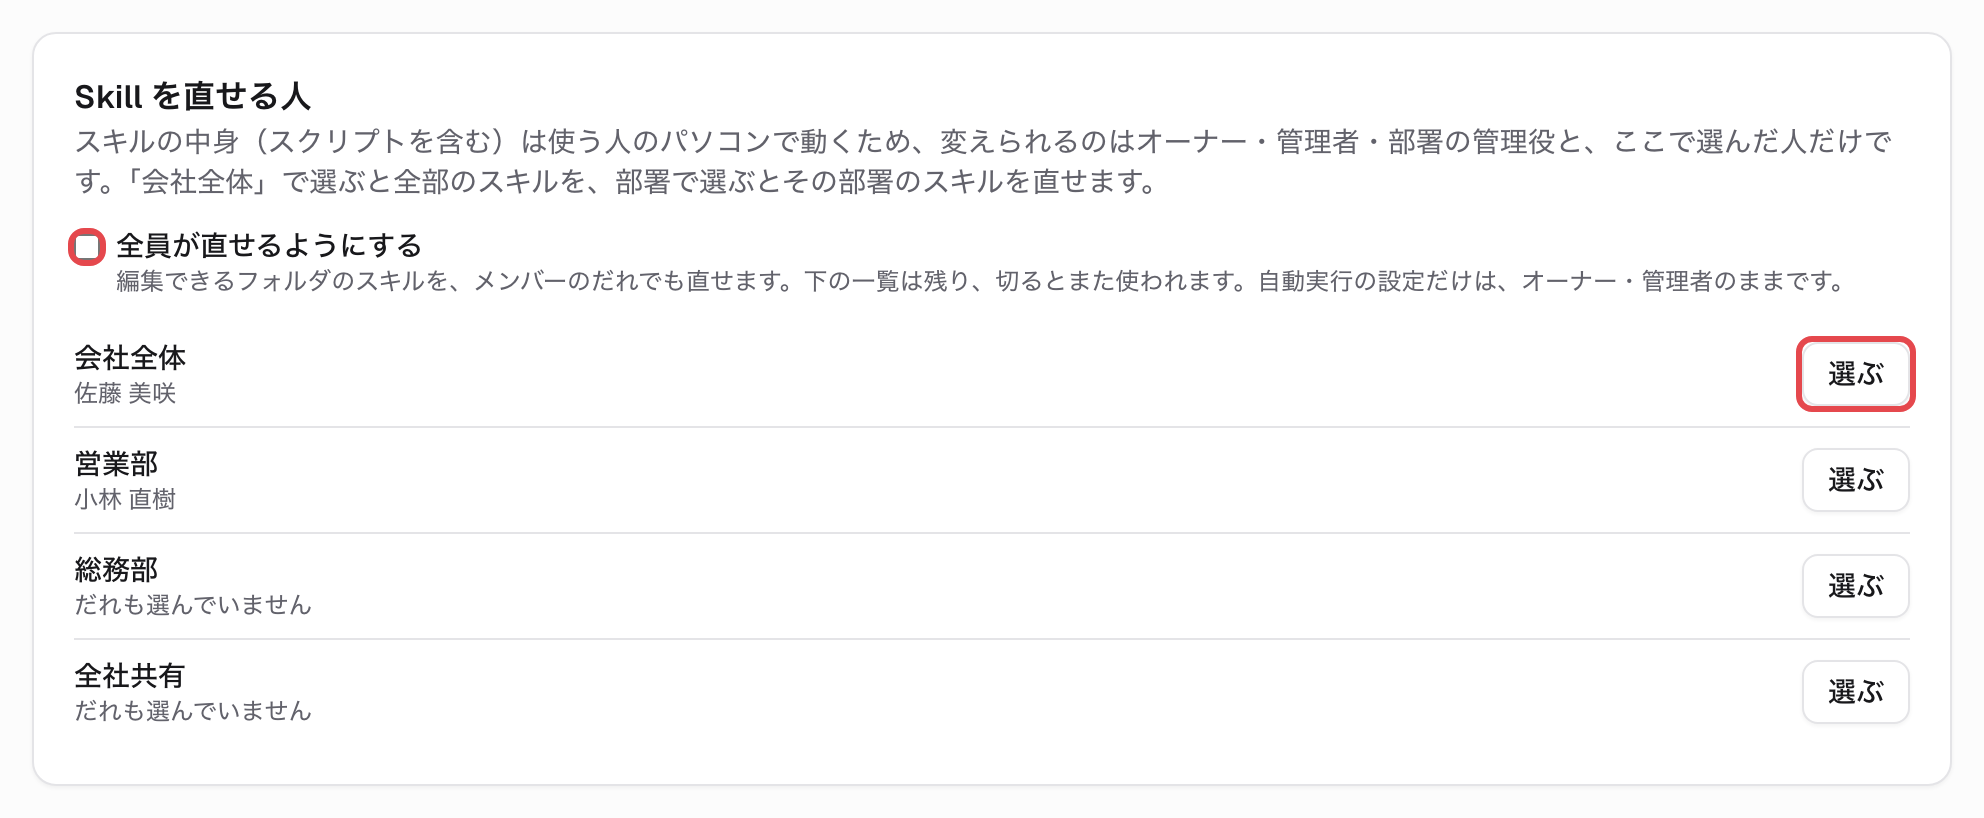 Skill を直せる人
スキルの中身（スクリプトを含む）は使う人のパソコンで動くため、変えられるのはオーナー・管理者・部署の管理役と、ここで選んだ人だけで
す。「会社全体」で選ぶと全部のスキルを、部署で選ぶとその部署のスキルを直せます。
全員が直せるようにする
編集できるフォルダのスキルを、メンバーのだれでも直せます。下の一覧は残り、切るとまた使われます。自動実行の設定だけは、オーナー・管理者のままです。
会社全体
佐藤 美咲
選ぶ
営業部
小林 直樹
選ぶ
総務部
だれも選んでいません
選ぶ
全社共有
だれも選んでいません
選ぶ